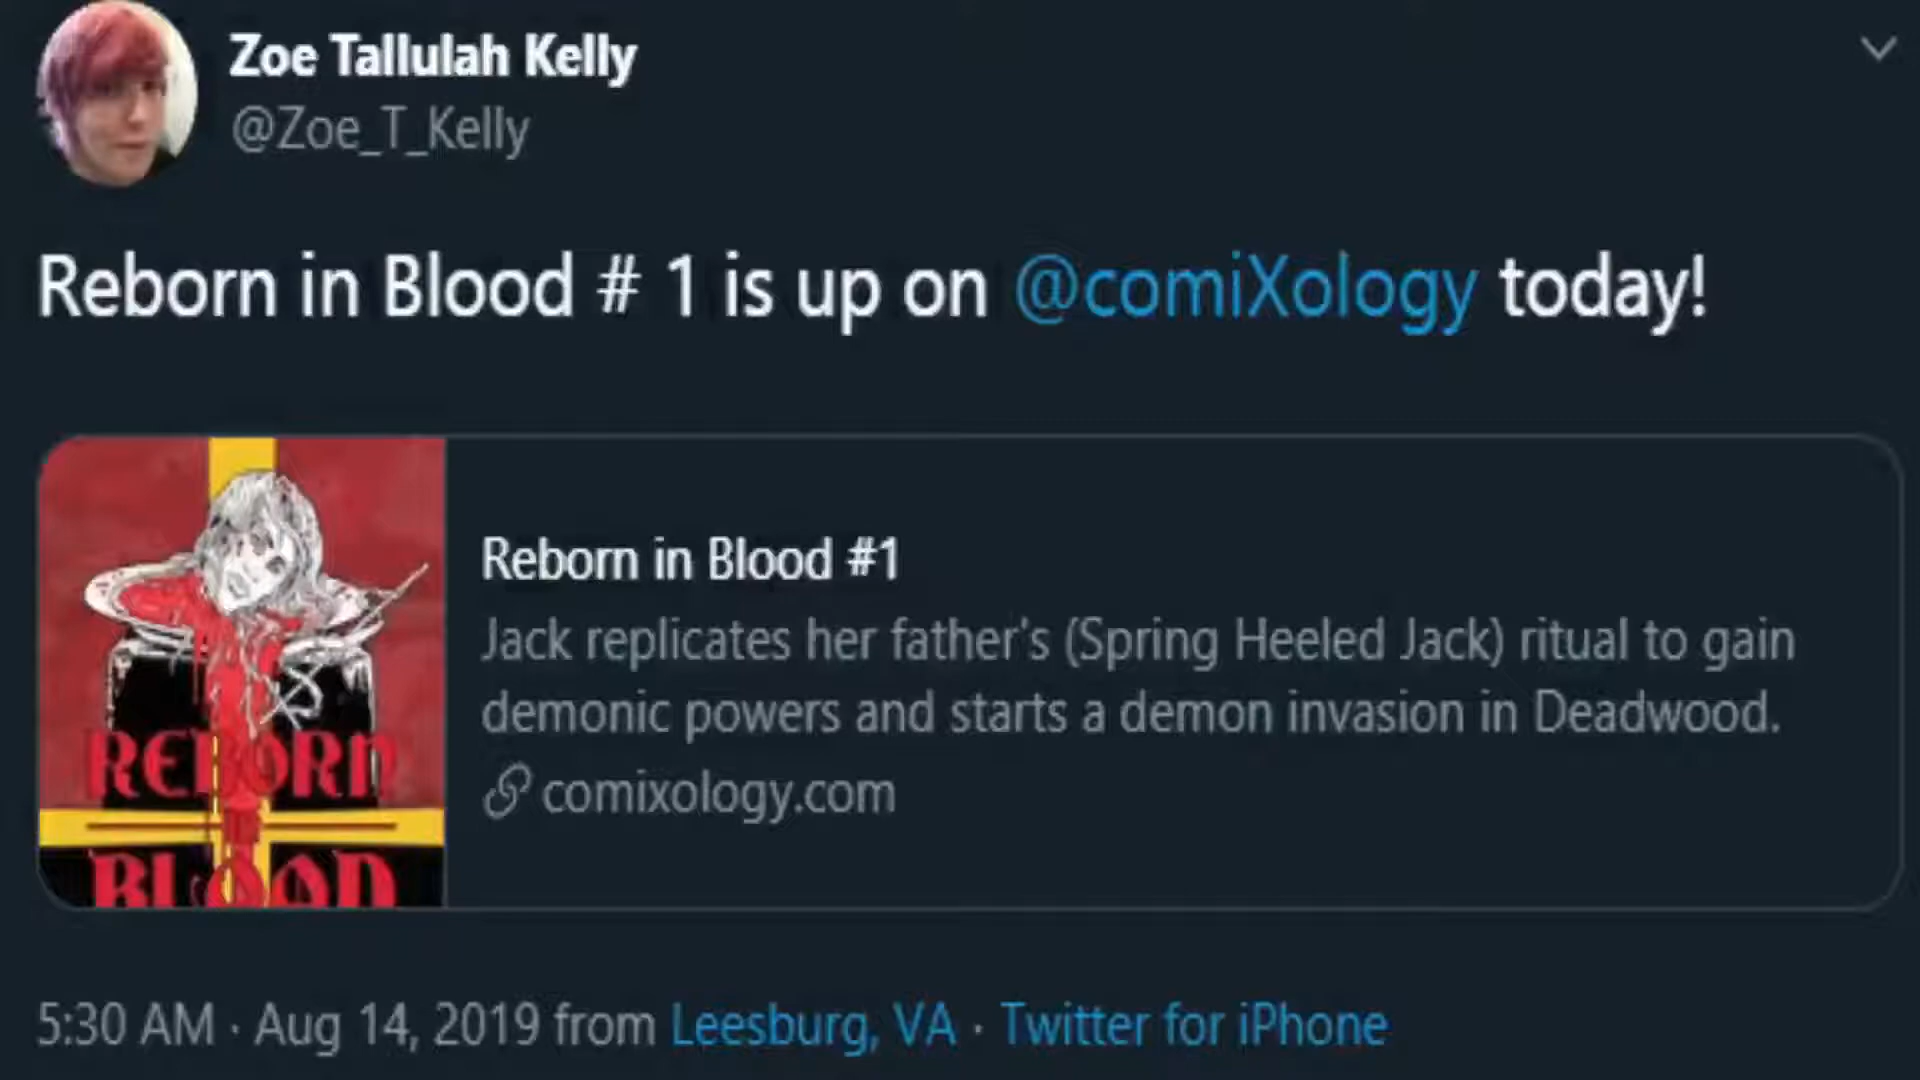 Zoe Tallulah Kelly
@Zoe_T_Kelly
Reborn in Blood # 1 is up on @comiXology today!
REBORN
IN
BLOOD
Reborn in Blood #1
Jack replicates her father's (Spring Heeled Jack) ritual to gain
demonic powers and starts a demon invasion in Deadwood.
comixology.com
5:30 AM · Aug 14, 2019 from Leesburg, VA · Twitter for iPhone